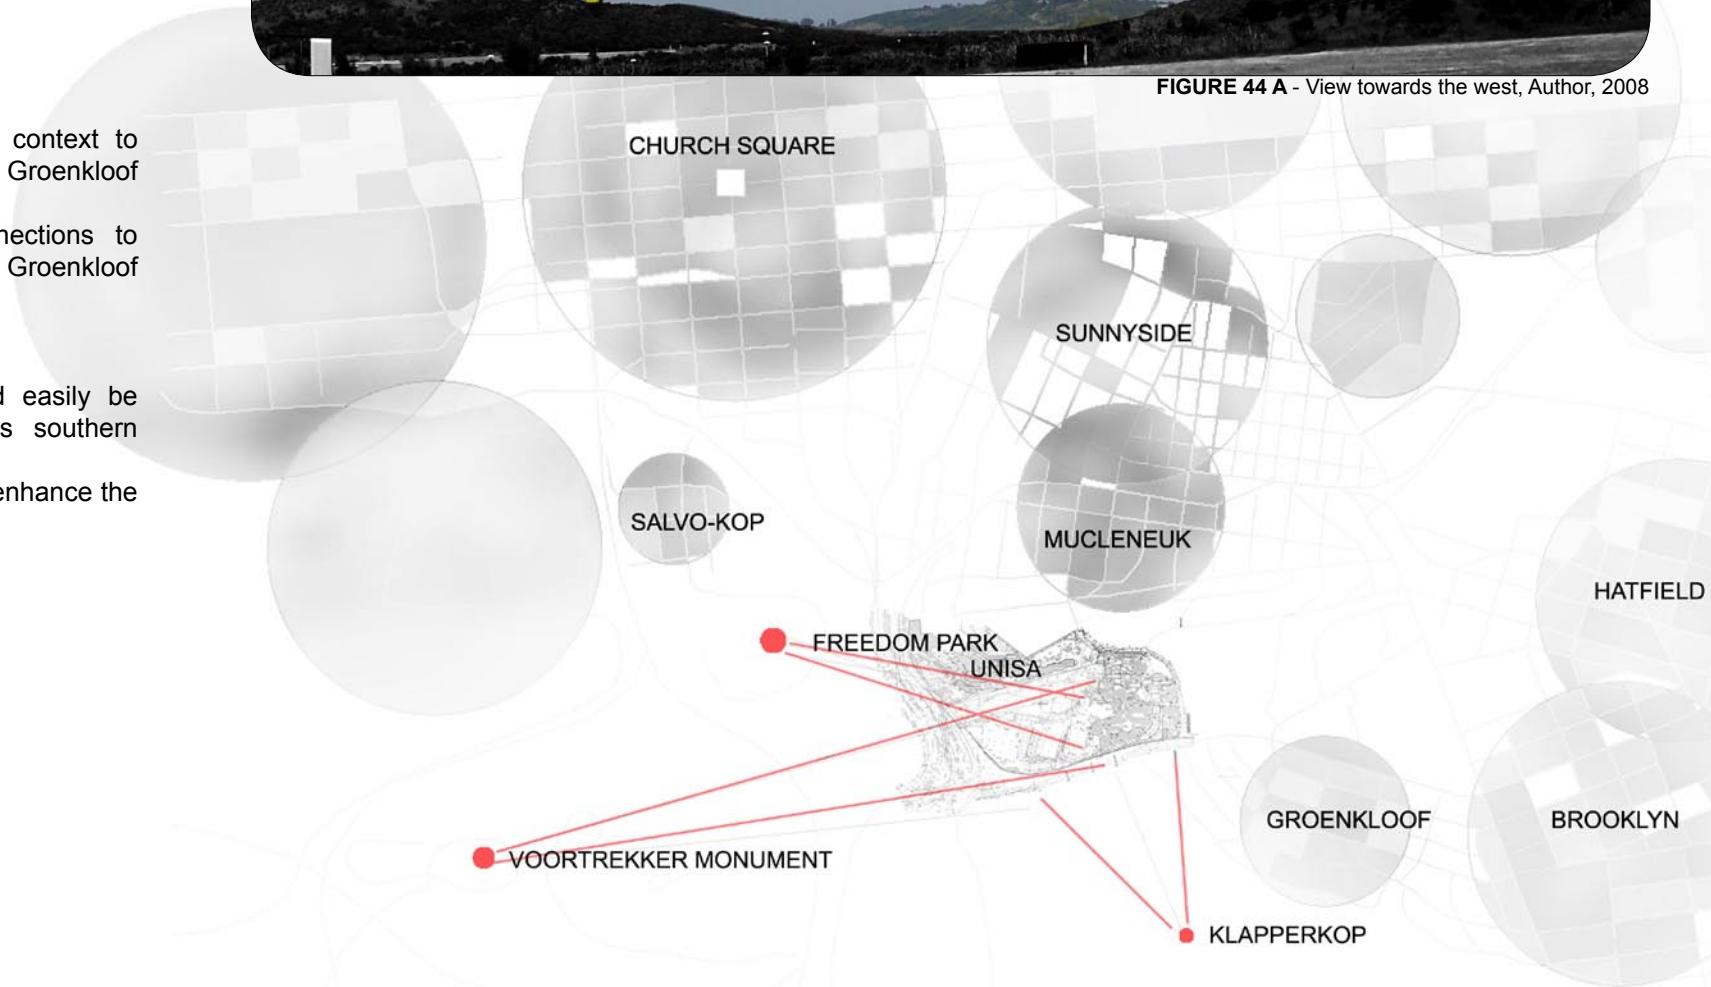 FIGURE 44 A - View towards the west, Author, 2008
context to
Groenkloof
nections to
Groenkloof
easily be
s southern
enhance the
CHURCH SQUARE
SUNNYSIDE
SALVO-KOP
MUCLENEUK
HATFIELD
FREEDOM PARK
UNISA
GROENKLOOF
BROOKLYN
VOORTREKKER MONUMENT
KLAPPERKOP